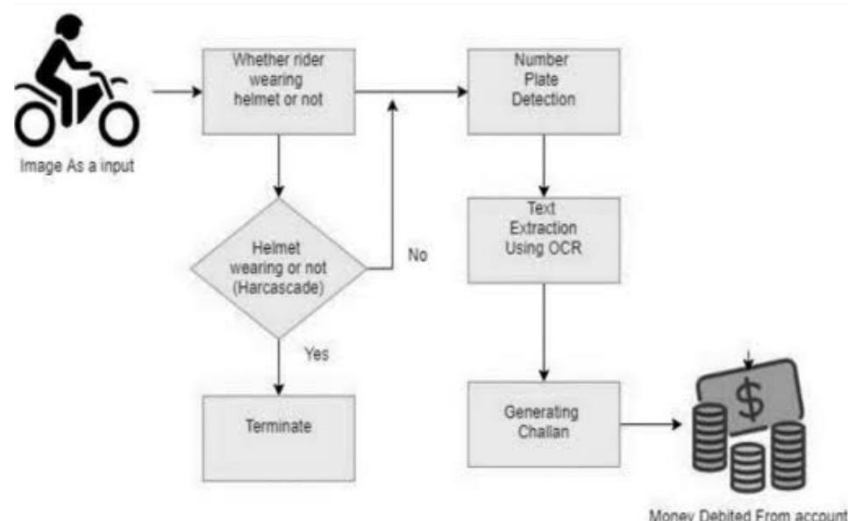 Image As a input
Whether rider
wearing
helmet or not
Helmet
wearing or not
(Harcascade)
No
Yes
Terminate
Number
Plate
Detection
Text
Extraction
Using OCR
Generating
Challan
$
Money Debited From account